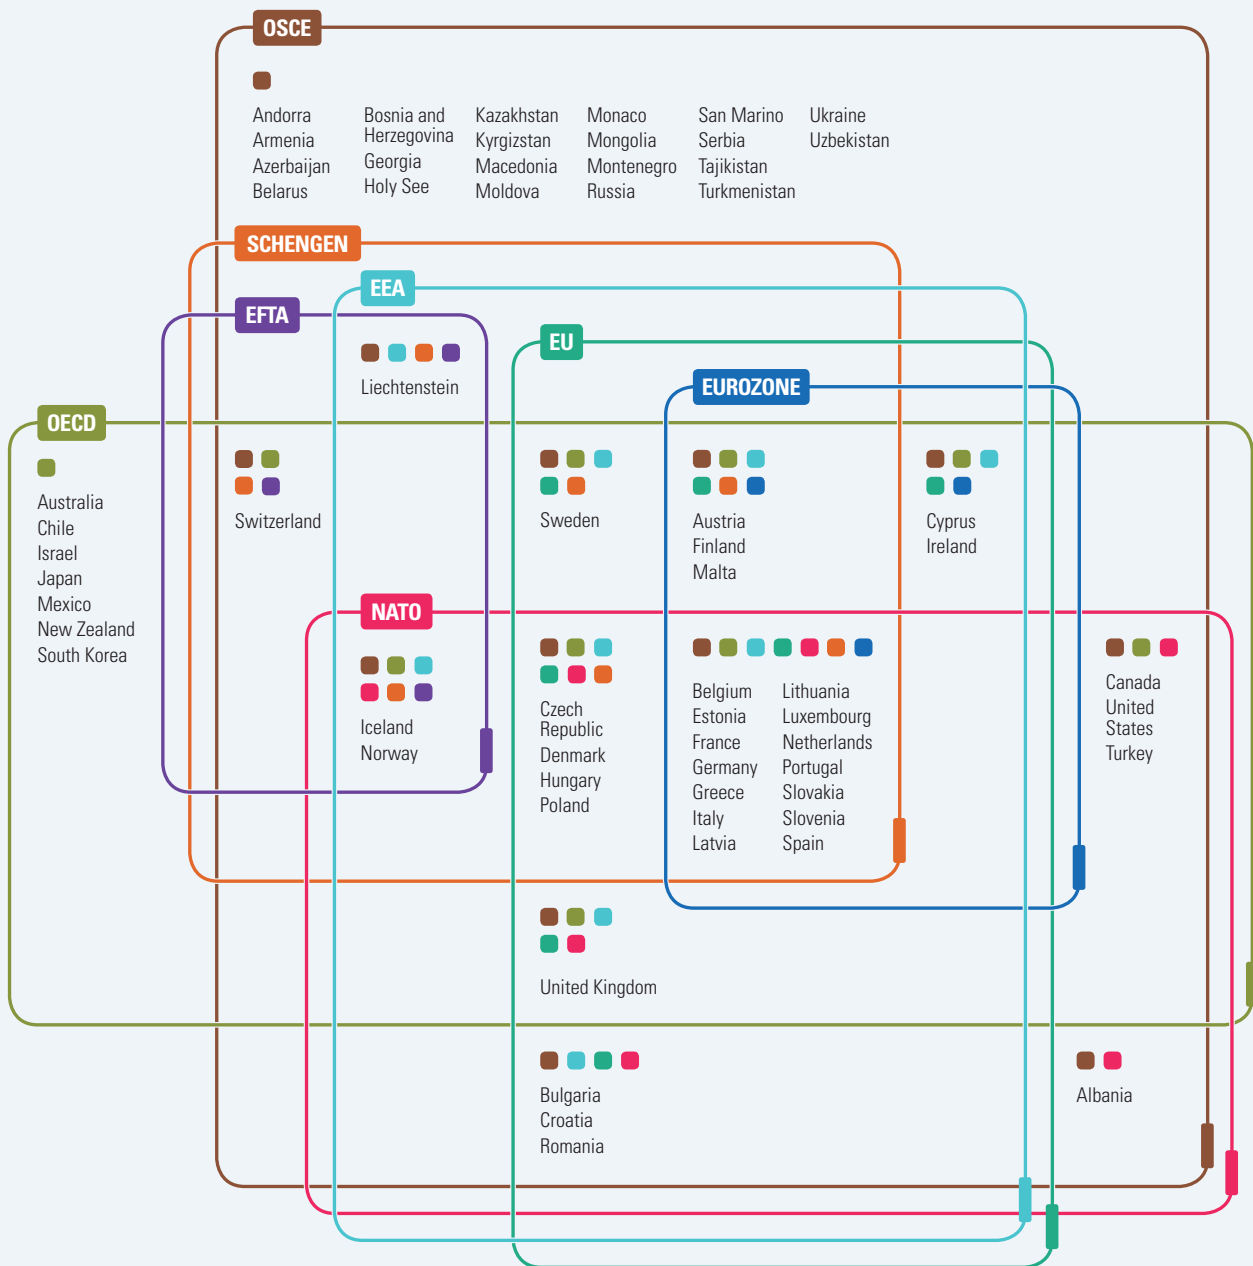 OSCE
Andorra
Armenia
Azerbaijan
Belarus
Bosnia and
Herzegovina
Georgia
Holy See
Kazakhstan
Kyrgizstan
Macedonia
Moldova
Monaco
Mongolia
Montenegro
Russia
San Marino
Serbia
Tajikistan
Turkmenistan
Ukraine
Uzbekistan
SCHENGEN
EEA
EFTA
Liechtenstein
EU
EUROZONE
OECD
Australia
Chile
Israel
Japan
Mexico
New Zealand
South Korea
Switzerland
Sweden
Austria
Finland
Malta
Cyprus
Ireland
NATO
Iceland
Norway
Czech
Republic
Denmark
Hungary
Poland
Belgium
Estonia
France
Germany
Greece
Italy
Latvia
Lithuania
Luxembourg
Netherlands
Portugal
Slovakia
Slovenia
Spain
Canada
United
States
Turkey
United Kingdom
Bulgaria
Croatia
Romania
Albania